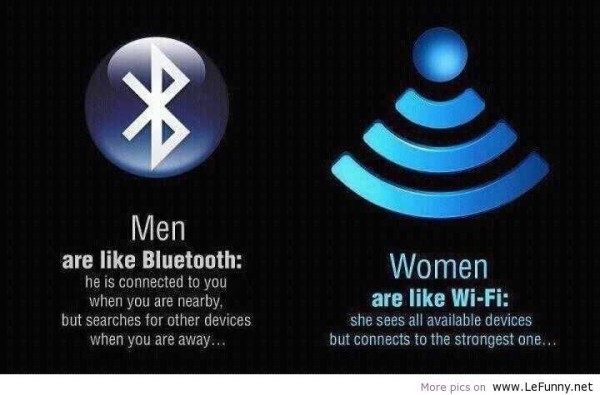 Men
are like Bluetooth:
he is connected to you
when you are nearby,
but searches for other devices
when you are away...
Women
are like Wi-Fi:
she sees all available devices
but connects to the strongest one...
More pics on www.LeFunny.net